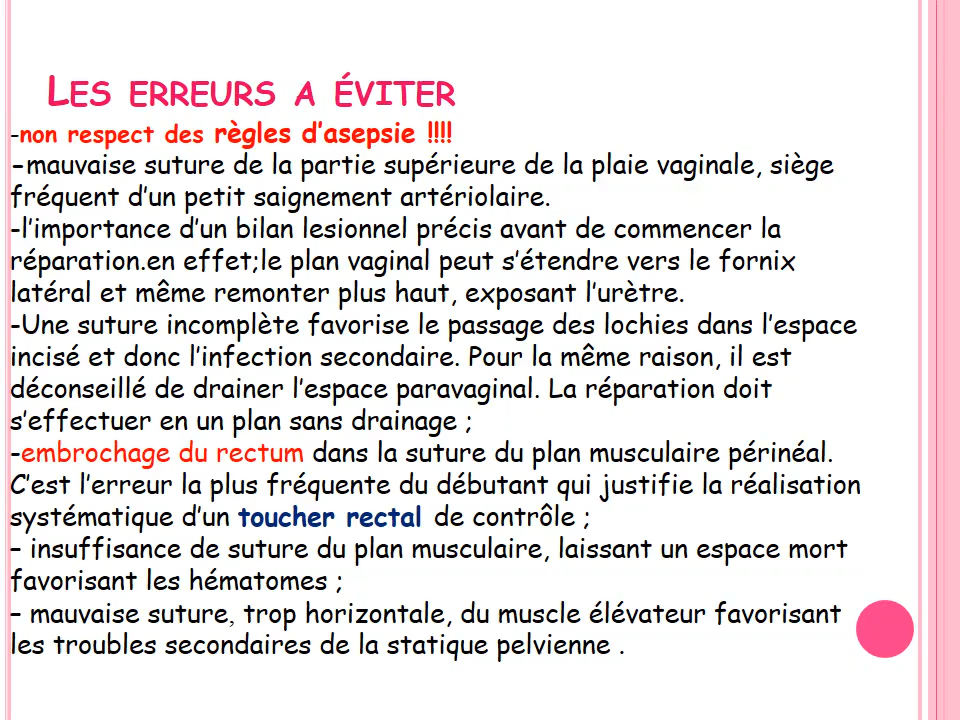 LES ERREURS A ÉVITER
-non respect des règles d’asepsie !!!!
-mauvaise suture de la partie supérieure de la plaie vaginale, siège
fréquent d’un petit saignement artériolaire.
-l’importance d’un bilan lesionnel précis avant de commencer la
réparation.en effet;le plan vaginal peut s’étendre vers le fornix
latéral et même remonter plus haut, exposant l’urètre.
-Une suture incomplète favorise le passage des lochies dans l’espace
incisé et donc l’infection secondaire. Pour la même raison, il est
déconseillé de drainer l’espace paravaginal. La réparation doit
s’effectuer en un plan sans drainage ;
-embrochage du rectum dans la suture du plan musculaire périnéal.
C’est l’erreur la plus fréquente du débutant qui justifie la réalisation
systématique d’un toucher rectal de contrôle ;
– insuffisance de suture du plan musculaire, laissant un espace mort
favorisant les hématomes ;
– mauvaise suture, trop horizontale, du muscle élévateur favorisant
les troubles secondaires de la statique pelvienne .